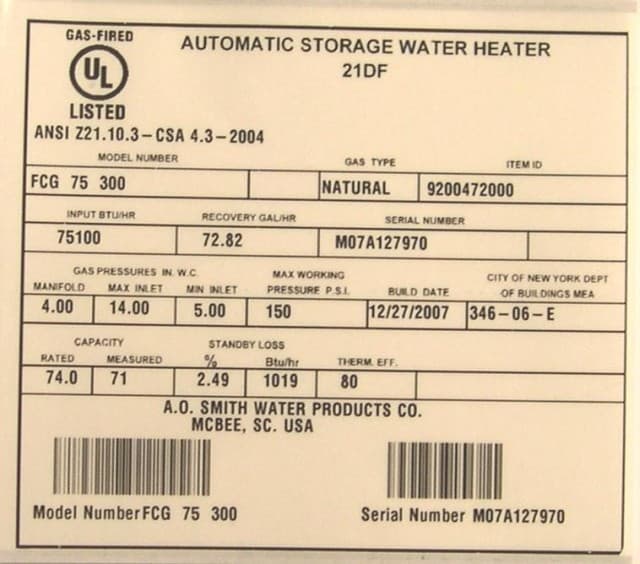 GAS-FIRED
UL
LISTED
AUTOMATIC STORAGE WATER HEATER
21DF
ANSI Z21.10.3-CSA 4.3-2004
MODEL NUMBER GAS TYPE ITEM ID
FCG 75 300 NATURAL 9200472000
INPUT BTU/HR RECOVERY GAL/HR SERIAL NUMBER
75100 72.82 M07A127970
GAS PRESSURES IN. W.C. MAX WORKING CITY OF NEW YORK DEPT
MANIFOLD MAX INLET MIN INLET PRESSURE P.S.I. BUILD DATE OF BUILDINGS MEA
4.00 14.00 5.00 150 12/27/2007 346-06-E
CAPACITY STANDBY LOSS
RATED MEASURED % Btu/hr THERM. EFF.
74.0 71 2.49 1019 80
A.O. SMITH WATER PRODUCTS CO.
MCBEE, SC. USA
Model Number FCG 75 300 Serial Number M07A127970